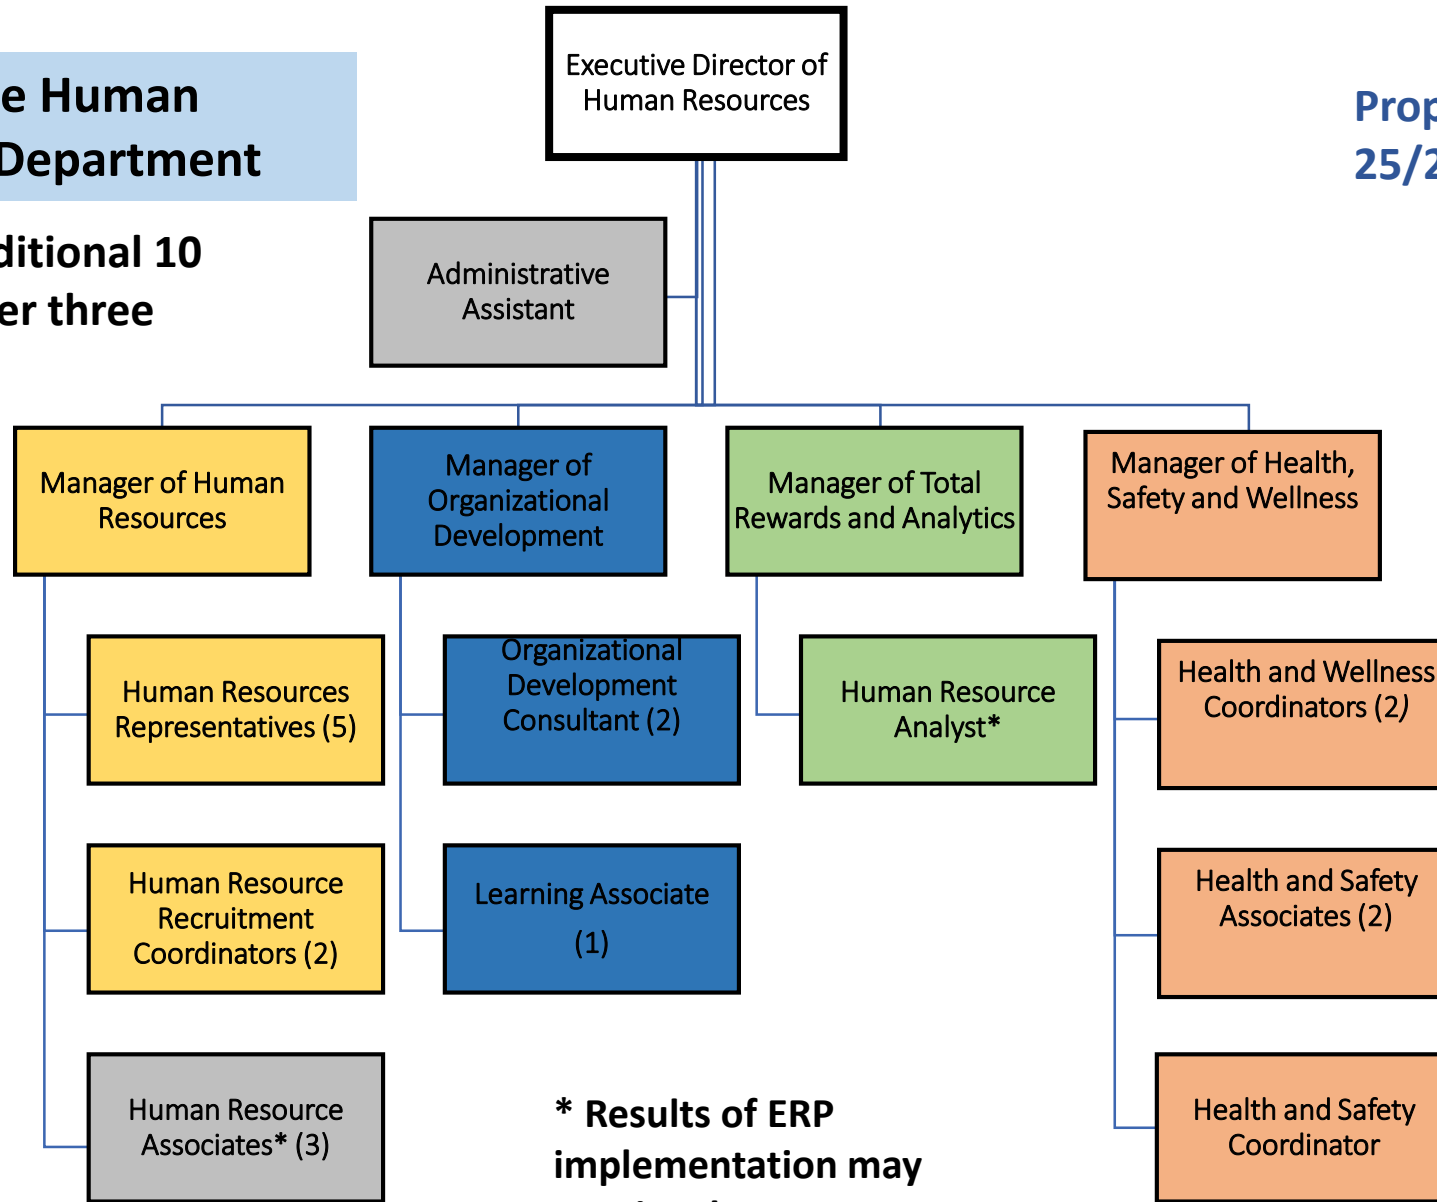 Executive Director of
Human Resources
e Human
Department
Prop
25/2
ditional 10
er three
Administrative
Assistant
Manager of Human
Resources
Manager of
Organizational
Development
Manager of Total
Rewards and Analytics
Manager of Health,
Safety and Wellness
Human Resources
Representatives (5)
Organizational
Development
Consultant (2)
Human Resource
Analyst*
Health and Wellness
Coordinators (2)
Human Resource
Recruitment
Coordinators (2)
Learning Associate
(1)
Health and Safety
Associates (2)
Human Resource
Associates* (3)
* Results of ERP
implementation may
Health and Safety
Coordinator